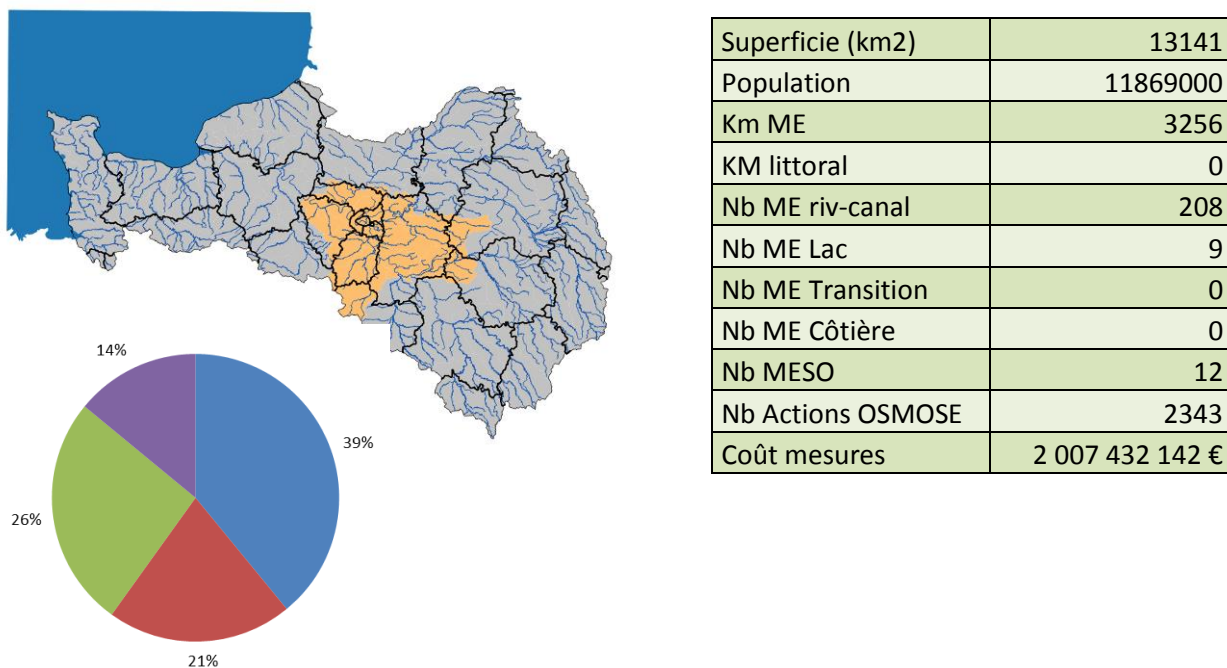 Superficie (km2) 13141
Population 11869000
Km ME 3256
KM littoral 0
Nb ME riv-canal 208
Nb ME Lac 9
Nb ME Transition 0
Nb ME Côtière 0
Nb MESO 12
Nb Actions OSMOSE 2343
Coût mesures 2 007 432 142 €
14%
39%
26%
21%